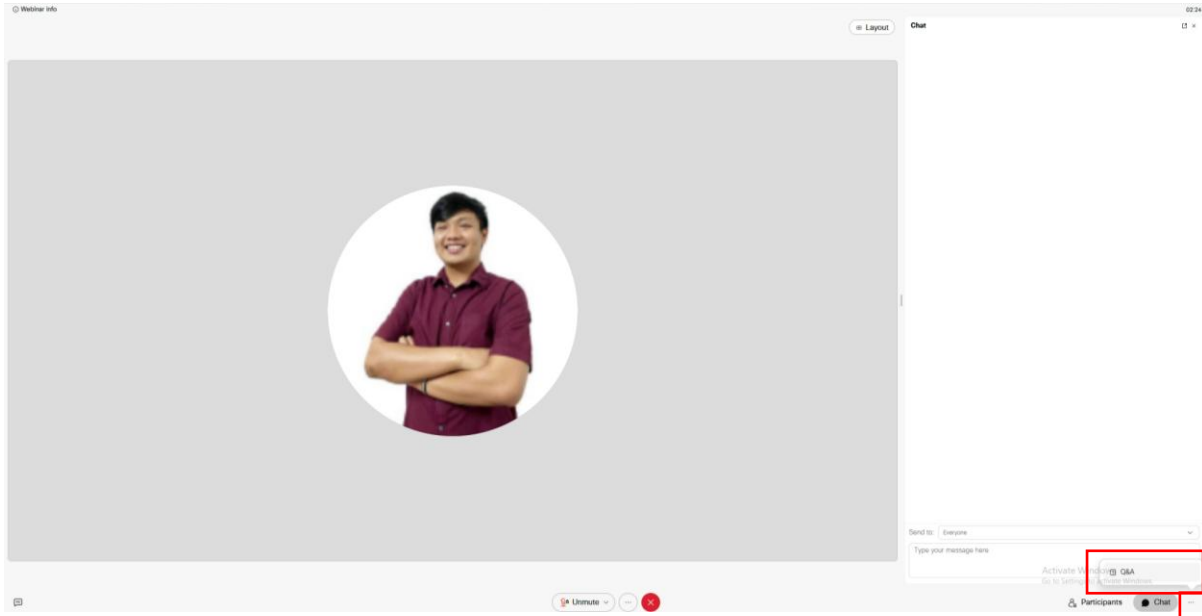 Webinar info
02:24
Layout
Chat
Send to: Everyone
Type your message here
Activate Windows
Go to Settings to activate Windows.
Q&A
Unmute
Participants
Chat